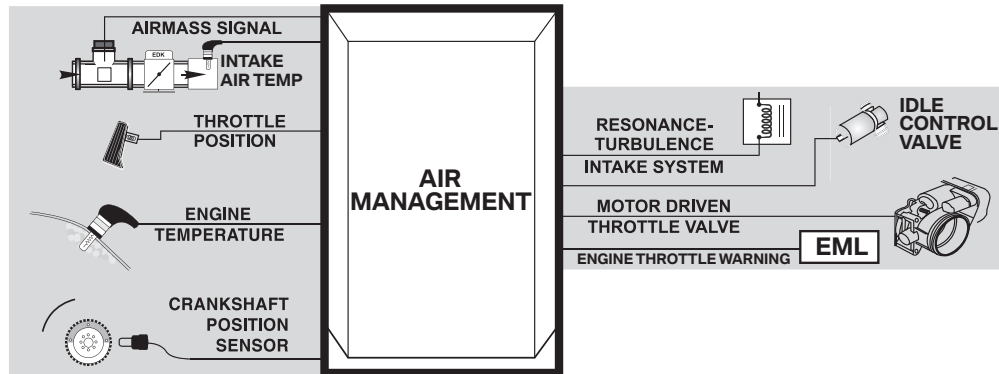 AIRMASS SIGNAL
EDK
INTAKE
AIR TEMP
THROTTLE
POSITION
ENGINE
TEMPERATURE
CRANKSHAFT
POSITION
SENSOR
AIR
MANAGEMENT
RESONANCE-
TURBULENCE
INTAKE SYSTEM
IDLE
CONTROL
VALVE
MOTOR DRIVEN
THROTTLE VALVE
ENGINE THROTTLE WARNING
EML